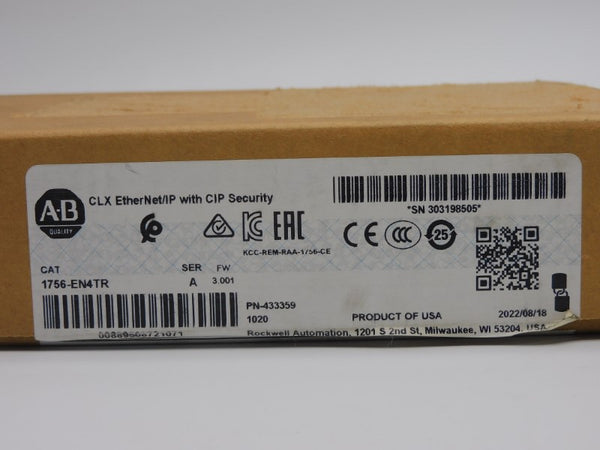 A-B
QUALITY
CLX EtherNet/IP with CIP Security
*SN 303198505*
KC EAC CE CCC 25
KCC-REM-RAA-1756-CE
CAT SER FW
1756-EN4TR A 3.001
PN-433359
1020 PRODUCT OF USA 2022/08/18
Rockwell Automation, 1201 S 2nd St, Milwaukee, WI 53204, USA